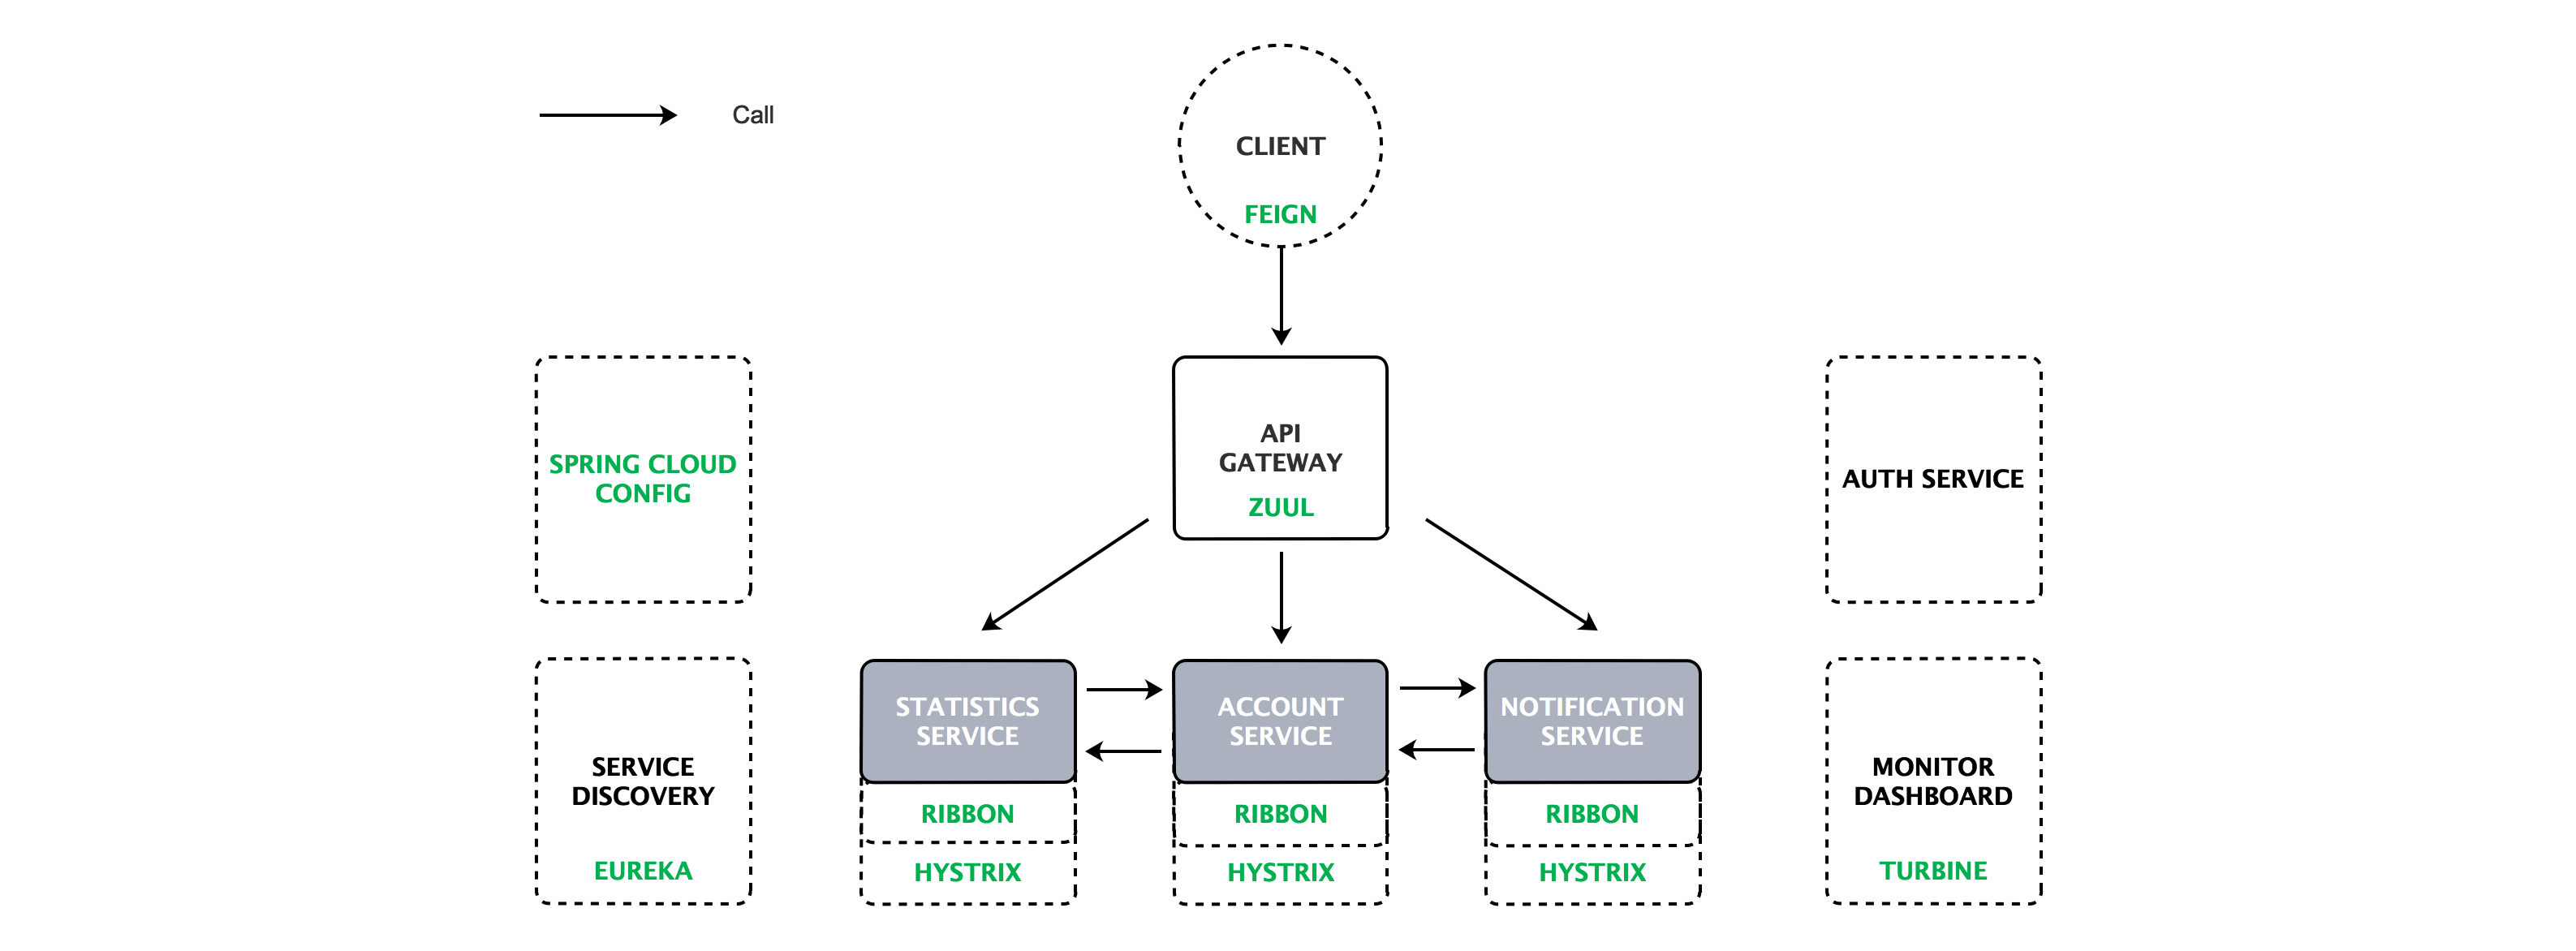 Call
CLIENT
FEIGN
SPRING CLOUD
CONFIG
API
GATEWAY
ZUUL
AUTH SERVICE
SERVICE
DISCOVERY
EUREKA
STATISTICS
SERVICE
RIBBON
HYSTRIX
ACCOUNT
SERVICE
RIBBON
HYSTRIX
NOTIFICATION
SERVICE
RIBBON
HYSTRIX
MONITOR
DASHBOARD
TURBINE